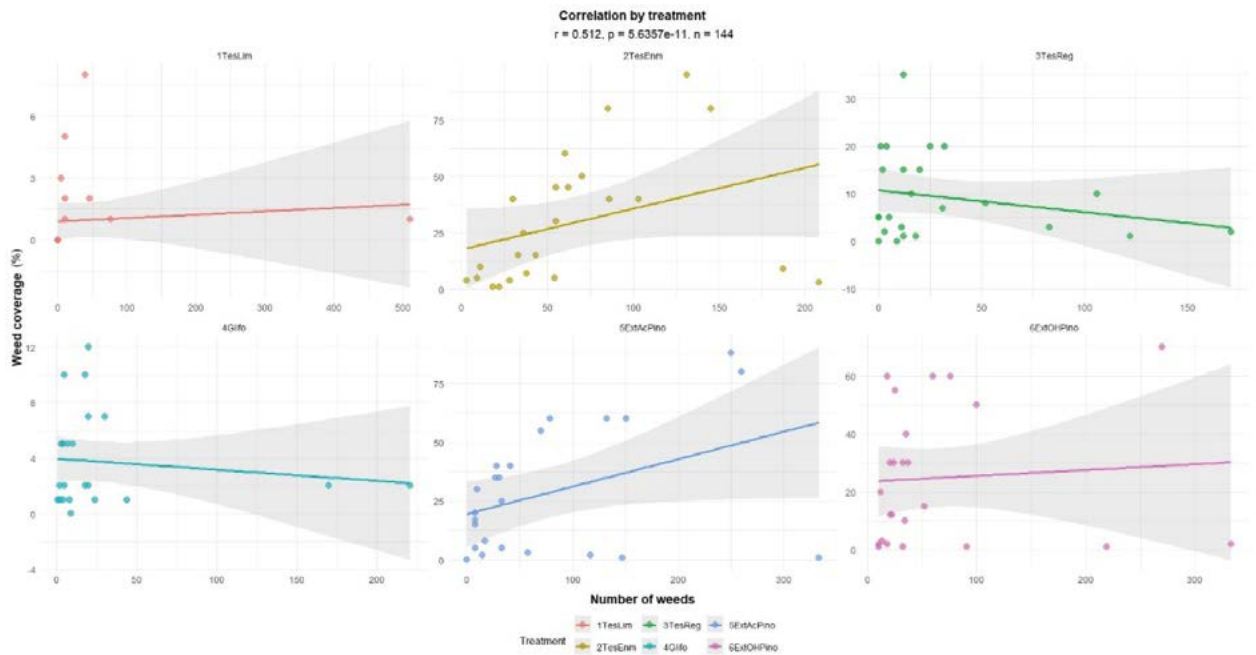 Correlation by treatment
r = 0.512, p = 5.6357e-11, n = 144
1TesLim 2TesEnm 3TesReg
6
3
0
0 100 200 300 400 500
75
50
25
0
0 50 100 150 200
30
20
10
0
-10
0 50 100 150
Weed coverage (%)
4Glifo 5ExtAcPino 6ExtOHPino
12
8
4
0
-4
0 50 100 150 200
75
50
25
0
0 100 200 300
60
40
20
0
0 100 200 300
Number of weeds
Treatment
1TesLim 3TesReg 5ExtAcPino
2TesEnm 4Glifo 6ExtOHPino